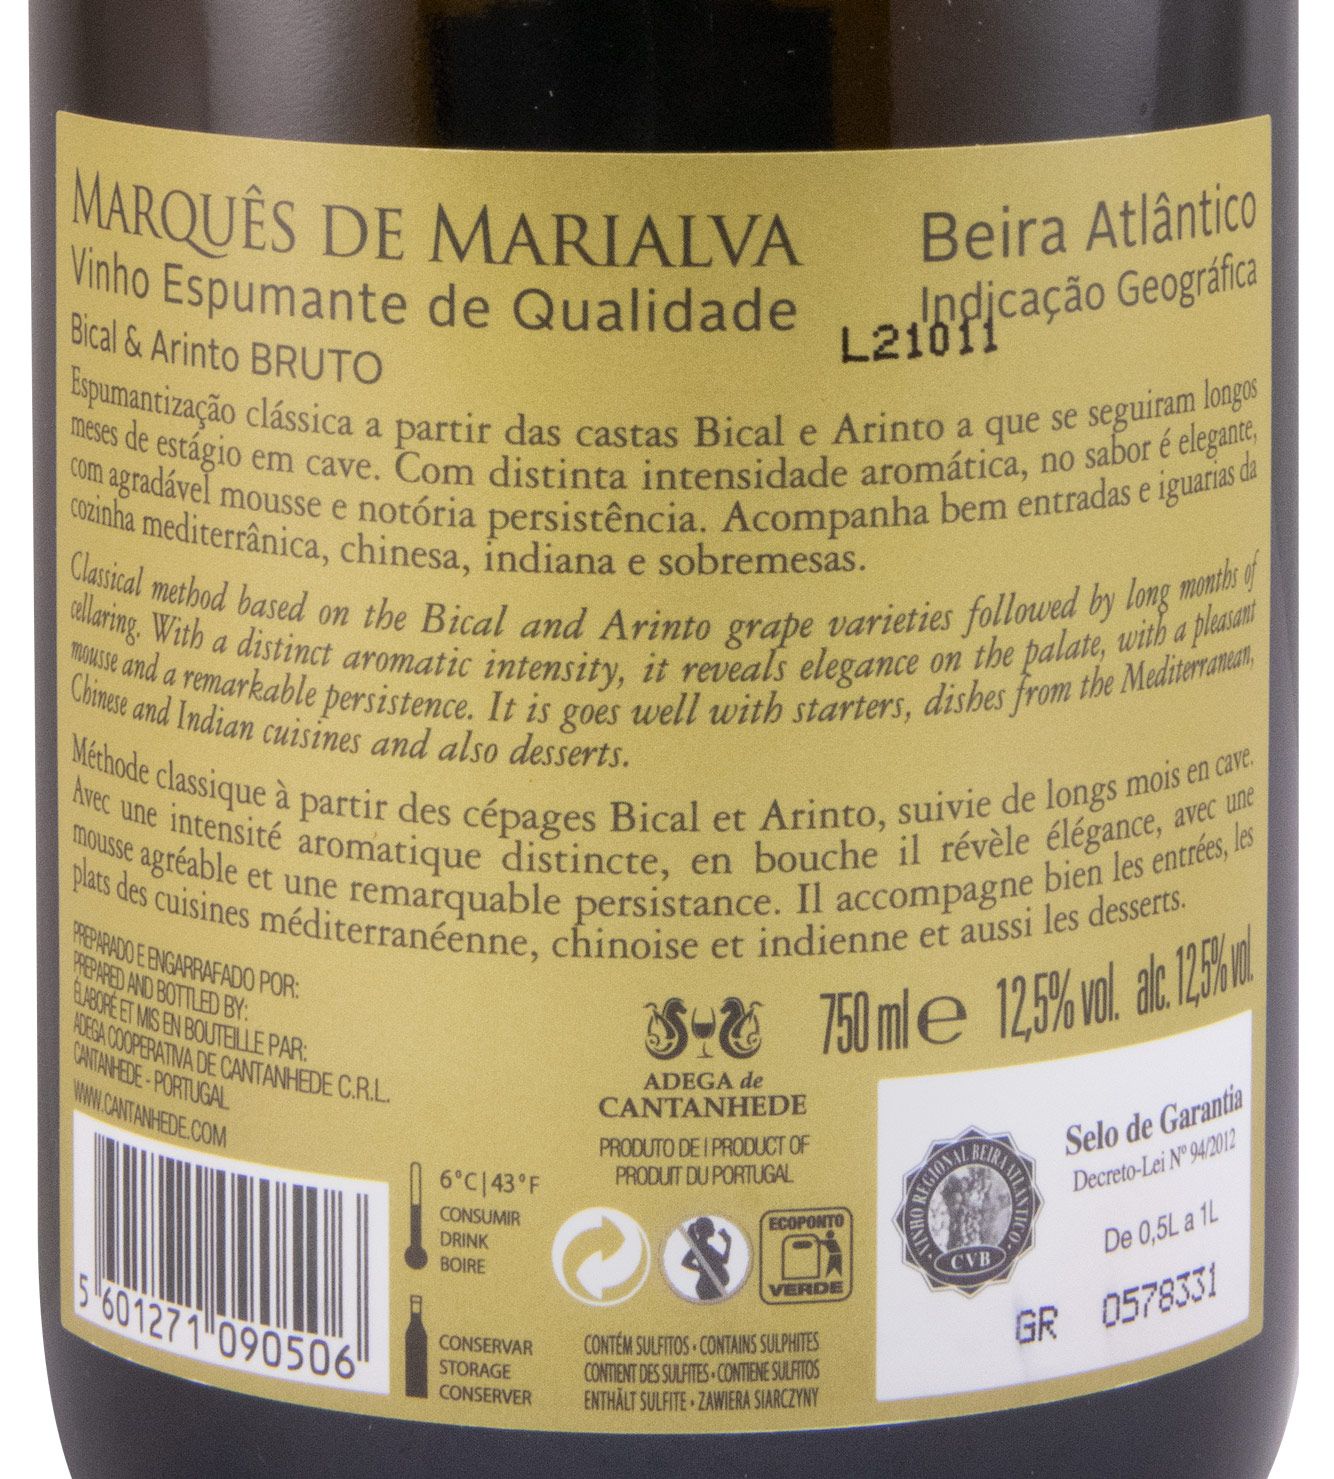 MARQUÊS DE MARIALVA
Vinho Espumante de Qualidade
Bical & Arinto BRUTO
Beira Atlântico
Indicação Geográfica
L21011
Espumantização clássica a partir das castas Bical e Arinto a que se seguiram longos
meses de estágio em cave. Com distinta intensidade aromática, no sabor é elegante,
com agradável mousse e notória persistência. Acompanha bem entradas e iguarias da
cozinha mediterrânica, chinesa, indiana e sobremesas.
Classical method based on the Bical and Arinto grape varieties followed by long months of
cellaring. With a distinct aromatic intensity, it reveals elegance on the palate, with a pleasant
mousse and a remarkable persistence. It is goes well with starters, dishes from the Mediterranean,
Chinese and Indian cuisines and also desserts.
Méthode classique à partir des cépages Bical et Arinto, suivie de longs mois en cave.
Avec une intensité aromatique distincte, en bouche il révèle élégance, avec une
mousse agréable et une remarquable persistance. Il accompagne bien les entrées, les
plats des cuisines méditerranéenne, chinoise et indienne et aussi les desserts.
PREPARADO E ENGARRAFADO POR:
PREPARED AND BOTTLED BY:
ÉLABORÉ ET MIS EN BOUTEILLE PAR:
ADEGA COOPERATIVA DE CANTANHEDE C.R.L.
CANTANHEDE - PORTUGAL
WWW.CANTANHEDE.COM
5 601271 090506
6°C|43°F
CONSUMIR
DRINK
BOIRE
CONSERVAR
STORAGE
CONSERVER
ADEGA de
CANTANHEDE
PRODUTO DE | PRODUCT OF
PRODUIT DU PORTUGAL
ECOPONTO
VERDE
CONTÉM SULFITOS • CONTAINS SULPHITES
CONTIENT DES SULFITES • CONTIENE SULFITOS
ENTHÄLT SULFITE • ZAWIERA SIARCZYNY
750 ml e 12,5% vol. alc. 12,5% vol.
VINHO REGIONAL BEIRA ATLANTICO
CVB
Selo de Garantia
Decreto-Lei Nº 94/2012
De 0,5L a 1L
GR 0578331